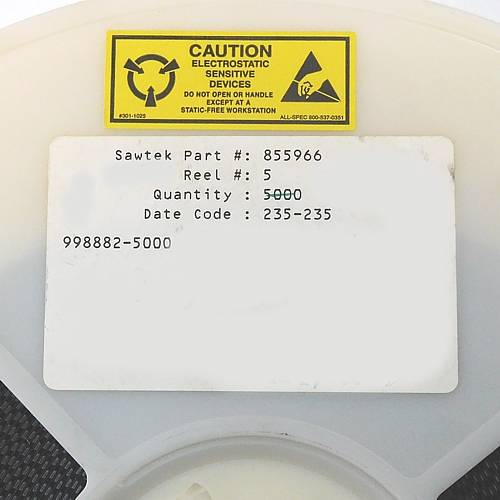 CAUTION
ELECTROSTATIC
SENSITIVE
DEVICES
DO NOT OPEN OR HANDLE
EXCEPT AT A
STATIC-FREE WORKSTATION
#301-1025
ALL-SPEC 800-537-0351
Sawtek Part #: 855966
Reel #: 5
Quantity : 5000
Date Code : 235-235
998882-5000